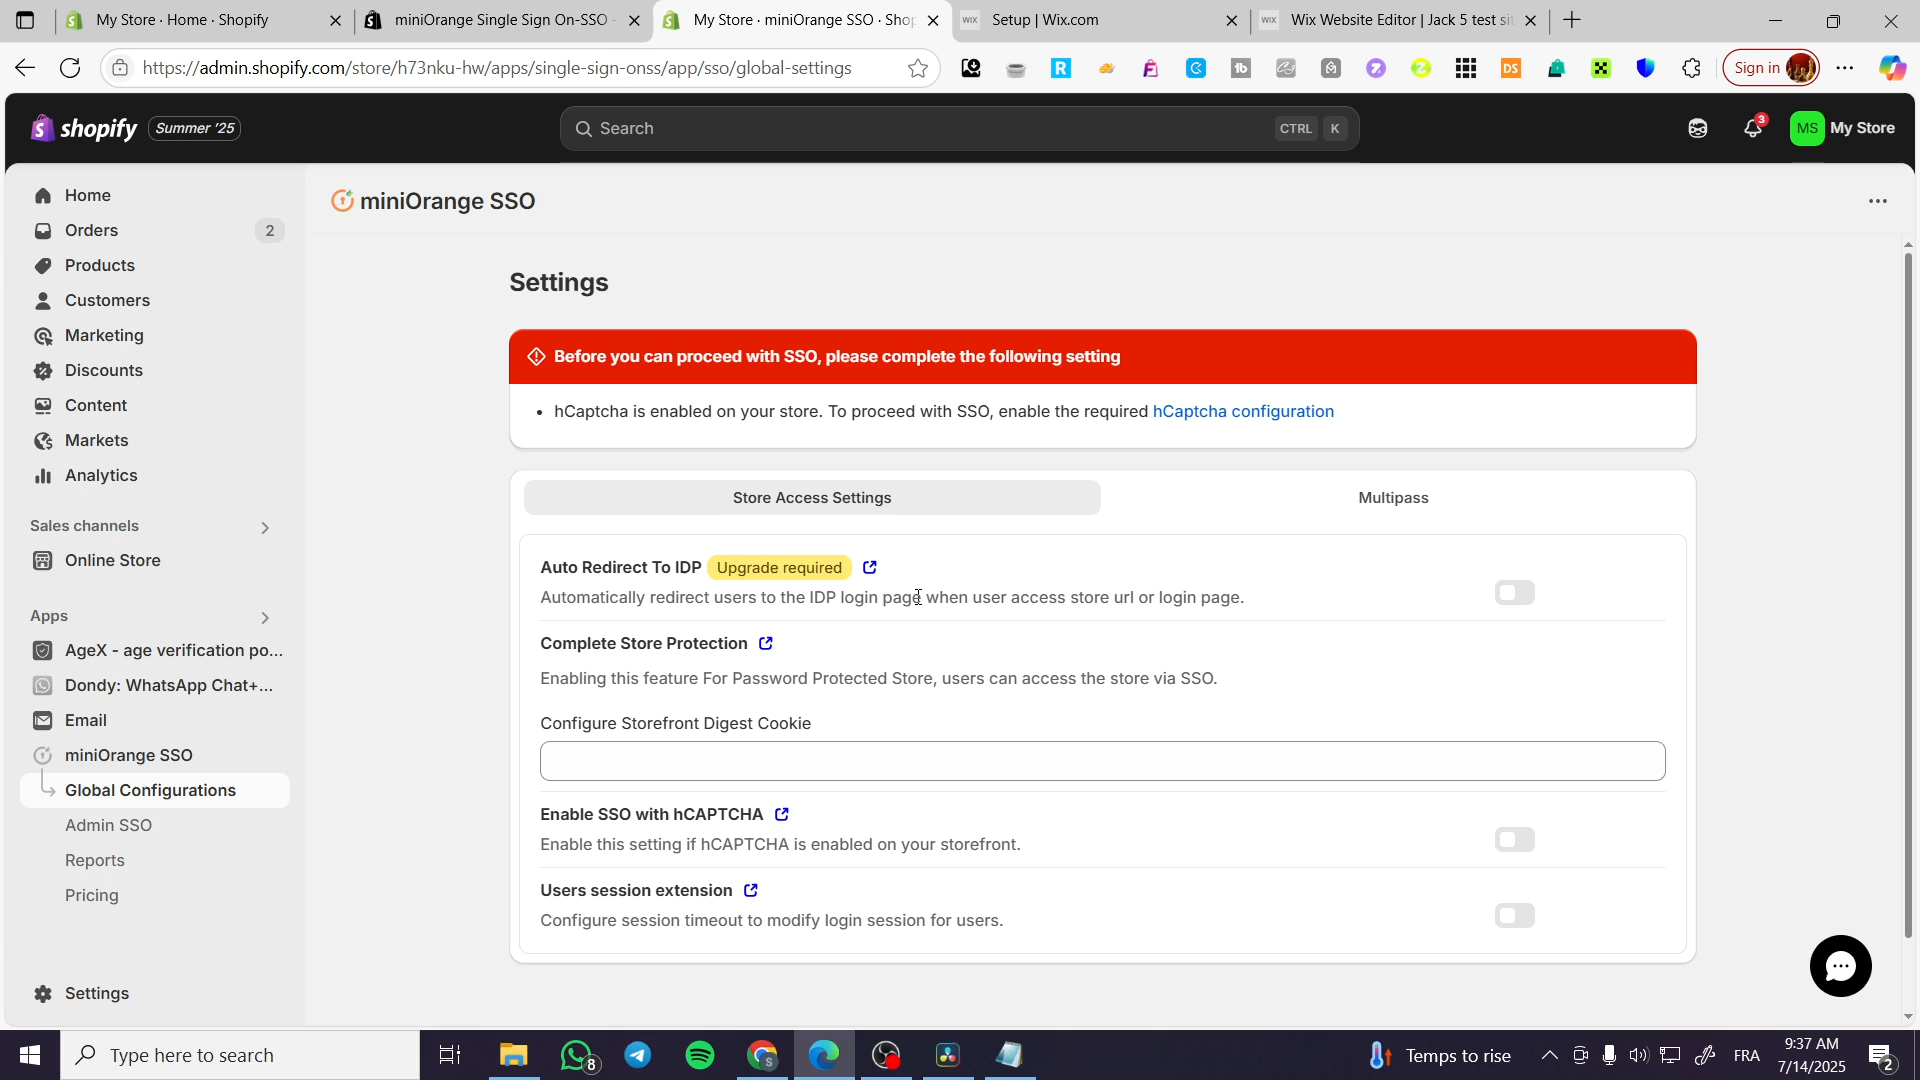 My Store · Home · Shopify
miniOrange Single Sign On-SSO
My Store · miniOrange SSO · Shop
WIX Setup | Wix.com
WIX Wix Website Editor | Jack 5 test sit
https://admin.shopify.com/store/h73nku-hw/apps/single-sign-onss/app/sso/global-settings
Sign in
shopify Summer '25
Search
CTRL K
3
MS My Store
Home
Orders 2
Products
Customers
Marketing
Discounts
Content
Markets
Analytics
Sales channels
Online Store
Apps
AgeX - age verification po...
Dondy: WhatsApp Chat+...
Email
miniOrange SSO
Global Configurations
Admin SSO
Reports
Pricing
Settings
miniOrange SSO
Settings
Before you can proceed with SSO, please complete the following setting
• hCaptcha is enabled on your store. To proceed with SSO, enable the required hCaptcha configuration
Store Access Settings
Multipass
Auto Redirect To IDP Upgrade required
Automatically redirect users to the IDP login page when user access store url or login page.
Complete Store Protection
Enabling this feature For Password Protected Store, users can access the store via SSO.
Configure Storefront Digest Cookie
Enable SSO with hCAPTCHA
Enable this setting if hCAPTCHA is enabled on your storefront.
Users session extension
Configure session timeout to modify login session for users.
Type here to search
8
Temps to rise
FRA
9:37 AM
7/14/2025
2